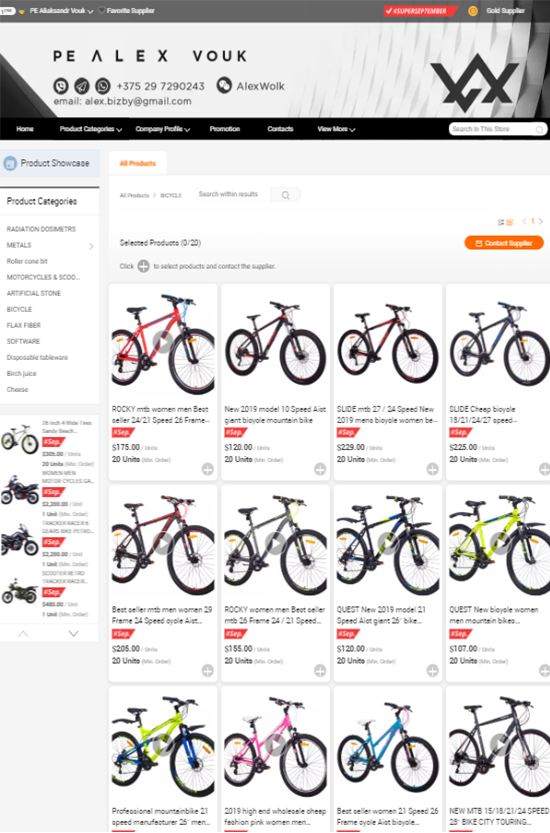 YRS PE Aliaksandr Vouk Favorite Supplier #SUPERSEPTEMBER Gold Supplier
PE ALEX VOUK
+375 29 7290243 AlexWolk
email: alex.bizby@gmail.com
Home Product Categories Company Profile Promotion Contacts View More Search In This Store
Product Showcase
All Products
All Products > BICYCLE Search within results
Product Categories
1
Selected Products (0/20) Contact Supplier
Click to select products and contact the supplier.
RADIATION DOSIMETRS
METALS
Roller cone bit
MOTORCYCLES & SCOO...
ARTIFICIAL STONE
BICYCLE
FLAX FIBER
SOFTWARE
Disposable tableware
Birch juice
Cheese
26 Inch 4 Wide Tires
Sandy Beach...
#Sep.
$305.00 / Units
20 Units (Min. Order)
WOMEN MEN
MOTOR CYCLES GA...
#Sep.
$2,200.00 / Unit
1 Unit (Min. Order)
TRACKER RACER 6
GEARS BIKE PETRO...
#Sep.
$2,200.00 / Unit
1 Unit (Min. Order)
SCOOTER RETRO
TRACKER RACER...
#Sep.
$480.00 / Unit
1 Unit (Min. Order)
ROCKY mtb women men Best
seller 24/21 Speed 26 Frame...
#Sep.
$175.00 / Units
20 Units (Min. Order)
New 2019 model 10 Speed Aist
giant bicycle mountain bike
#Sep.
$120.00 / Units
20 Units (Min. Order)
SLIDE mtb 27 / 24 Speed New
2019 mens bicycle women be...
#Sep.
$229.00 / Units
20 Units (Min. Order)
SLIDE Cheap bicycle
18/21/24/27 speed...
#Sep.
$225.00 / Units
20 Units (Min. Order)
Best seller mtb men women 29
Frame 24 Speed cycle Aist...
#Sep.
$205.00 / Units
20 Units (Min. Order)
ROCKY women men Best seller
mtb 26 Frame 24 / 21 Speed...
#Sep.
$155.00 / Units
20 Units (Min. Order)
QUEST New 2019 model 21
Speed Aist giant 26" bike...
#Sep.
$120.00 / Units
20 Units (Min. Order)
QUEST New bicycle women
men mountain bikes...
#Sep.
$107.00 / Units
20 Units (Min. Order)
Professional mountainbike 21
speed manufacturer 26" men...
2019 high end wholesale cheap
fashion pink women men...
Best seller women 21 Speed 26
Frame cycle Aist bicycle...
NEW MTB 15/18/21/24 SPEED
28" BIKE CITY TOURING...